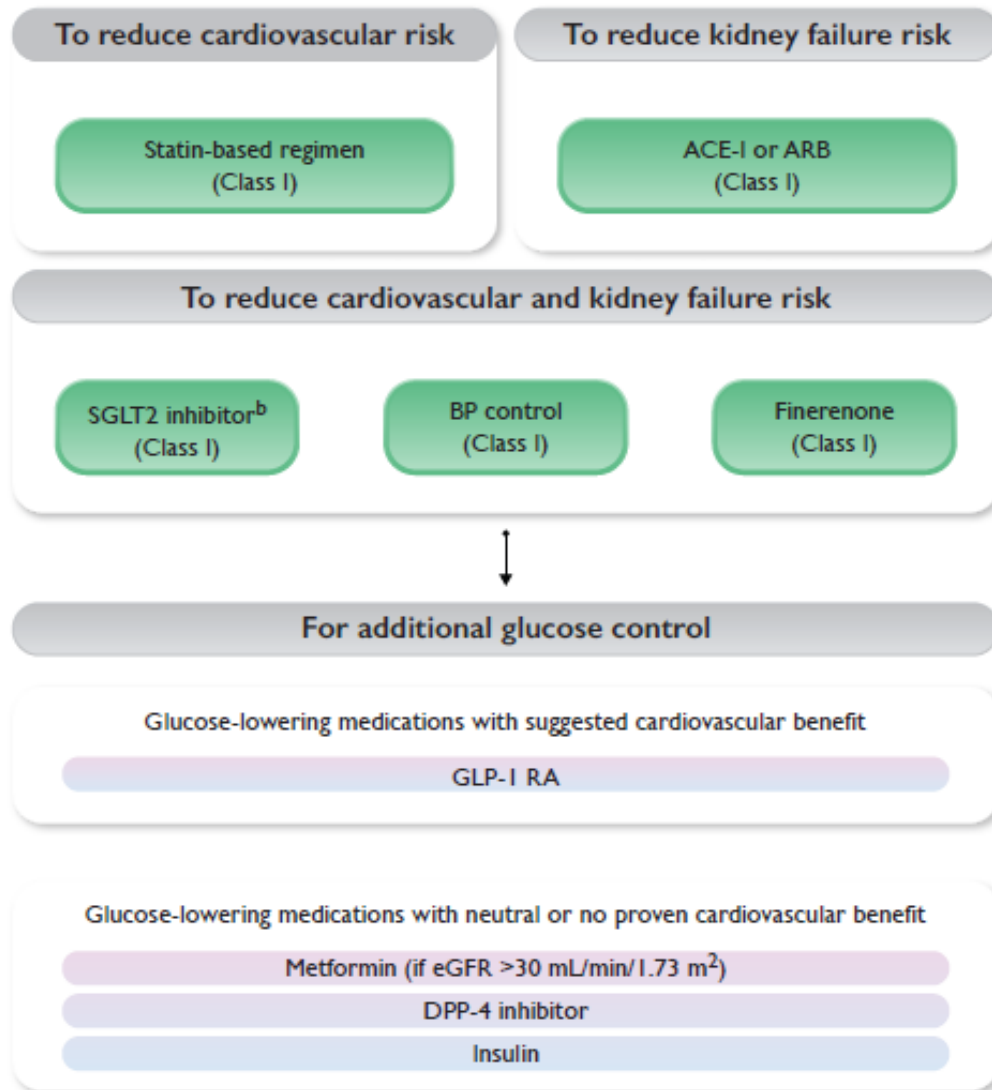 To reduce cardiovascular risk
To reduce kidney failure risk
Statin-based regimen
(Class I)
ACE-I or ARB
(Class I)
To reduce cardiovascular and kidney failure risk
SGLT2 inhibitorᵇ
(Class I)
BP control
(Class I)
Finerenone
(Class I)
For additional glucose control
Glucose-lowering medications with suggested cardiovascular benefit
GLP-1 RA
Glucose-lowering medications with neutral or no proven cardiovascular benefit
Metformin (if eGFR >30 mL/min/1.73 m²)
DPP-4 inhibitor
Insulin